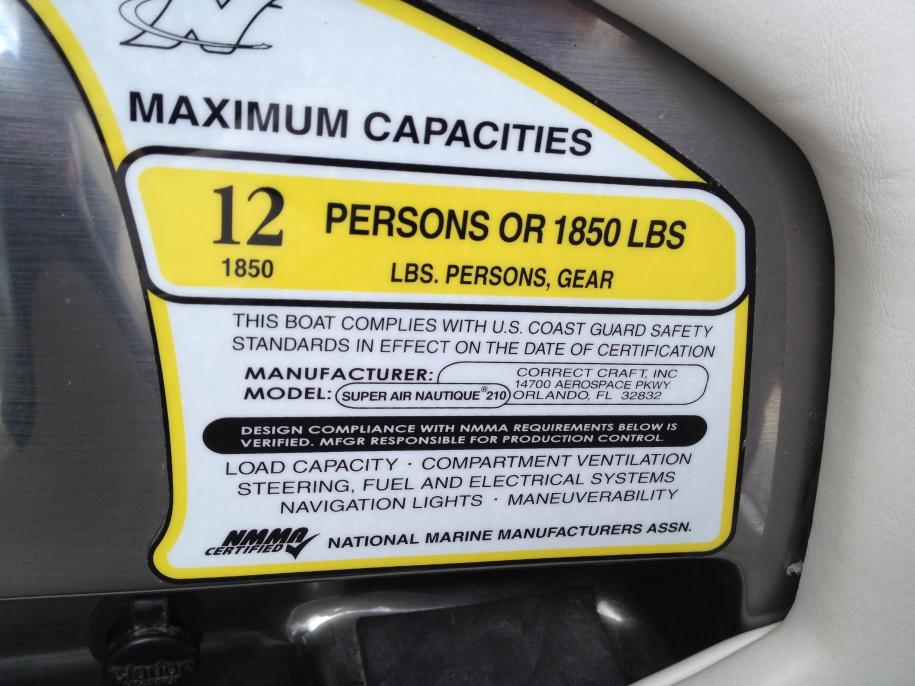 N
MAXIMUM CAPACITIES
12
PERSONS OR 1850 LBS
1850
LBS. PERSONS, GEAR
THIS BOAT COMPLIES WITH U.S. COAST GUARD SAFETY
STANDARDS IN EFFECT ON THE DATE OF CERTIFICATION
MANUFACTURER: CORRECT CRAFT, INC
14700 AEROSPACE PKWY
MODEL: SUPER AIR NAUTIQUE® 210 ORLANDO, FL 32832
DESIGN COMPLIANCE WITH NMMA REQUIREMENTS BELOW IS
VERIFIED. MFGR RESPONSIBLE FOR PRODUCTION CONTROL.
LOAD CAPACITY · COMPARTMENT VENTILATION
STEERING, FUEL AND ELECTRICAL SYSTEMS
NAVIGATION LIGHTS · MANEUVERABILITY
NMMA
CERTIFIED
NATIONAL MARINE MANUFACTURERS ASSN.
clarion